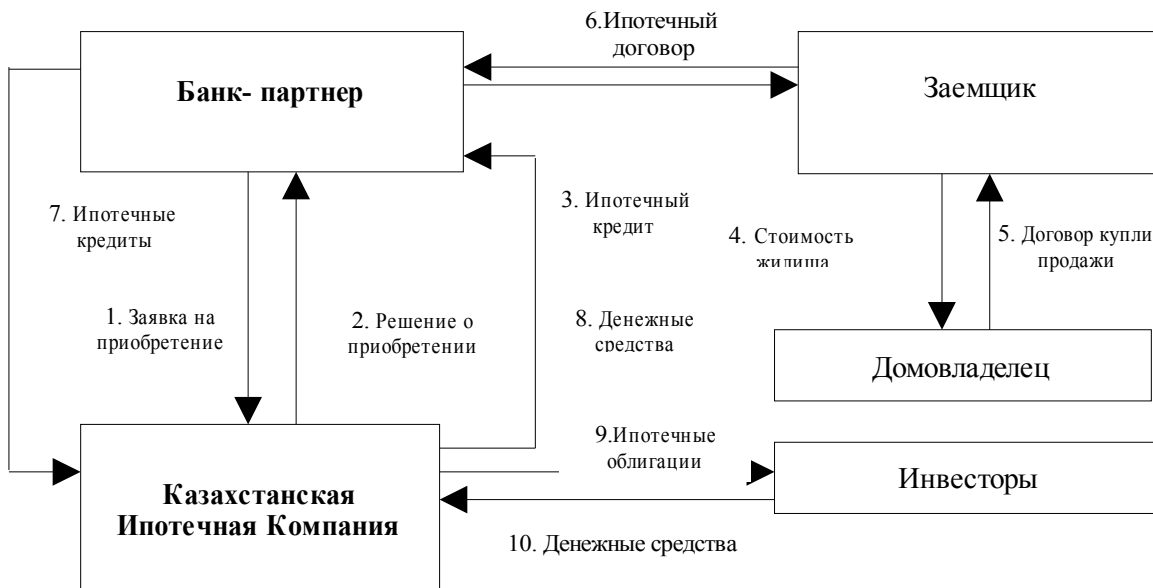 6.Ипотечный
договор
Банк- партнер
Заемщик
7. Ипотечные
кредиты
3. Ипотечный
кредит
4. Стоимость
жилища
5. Договор купли
продажи
1. Заявка на
приобретение
2. Решение о
приобретении
8. Денежные
средства
Домовладелец
9.Ипотечные
облигации
Инвесторы
Казахстанская
Ипотечная Компания
10. Денежные средства